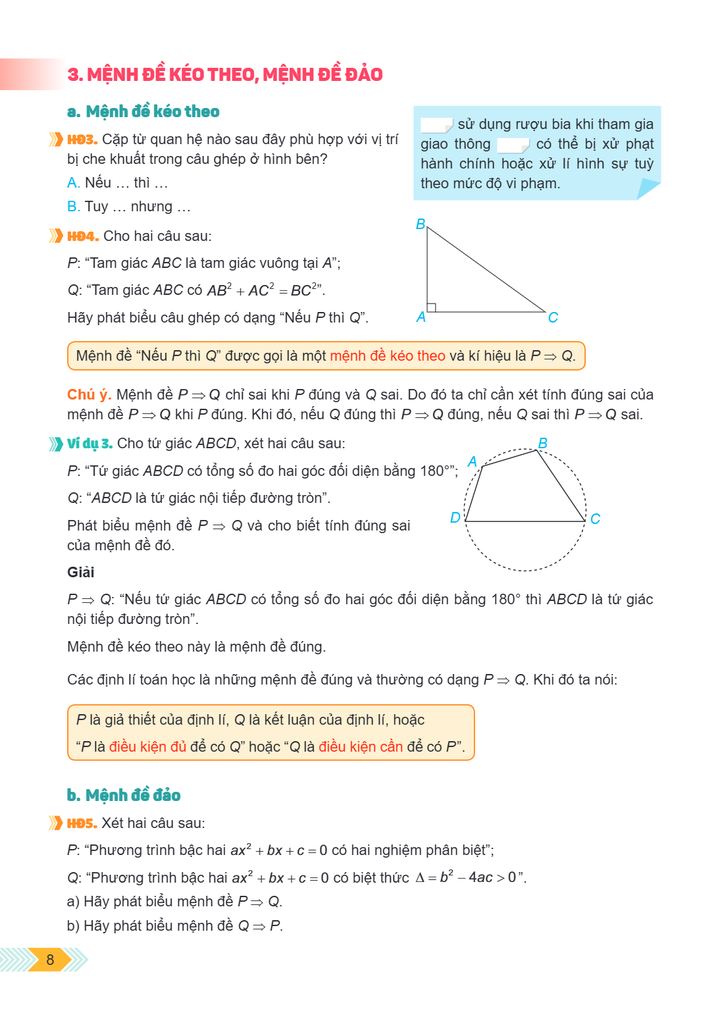 3. MỆNH ĐỀ KÉO THEO, MỆNH ĐỀ ĐẢO
a. Mệnh đề kéo theo
HĐ3. Cặp từ quan hệ nào sau đây phù hợp với vị trí
bị che khuất trong câu ghép ở hình bên?
A. Nếu … thì …
B. Tuy … nhưng …
sử dụng rượu bia khi tham gia
giao thông có thể bị xử phạt
hành chính hoặc xử lí hình sự tuỳ
theo mức độ vi phạm.
HĐ4. Cho hai câu sau:
P: “Tam giác ABC là tam giác vuông tại A”;
Q: “Tam giác ABC có AB² + AC² = BC²”.
Hãy phát biểu câu ghép có dạng “Nếu P thì Q”.
B
A
C
Mệnh đề “Nếu P thì Q” được gọi là một mệnh đề kéo theo và kí hiệu là P ⇒ Q.
Chú ý. Mệnh đề P ⇒ Q chỉ sai khi P đúng và Q sai. Do đó ta chỉ cần xét tính đúng sai của
mệnh đề P ⇒ Q khi P đúng. Khi đó, nếu Q đúng thì P ⇒ Q đúng, nếu Q sai thì P ⇒ Q sai.
Ví dụ 3. Cho tứ giác ABCD, xét hai câu sau:
P: “Tứ giác ABCD có tổng số đo hai góc đối diện bằng 180°”;
Q: “ABCD là tứ giác nội tiếp đường tròn”.
Phát biểu mệnh đề P ⇒ Q và cho biết tính đúng sai
của mệnh đề đó.
A
B
D
C
Giải
P ⇒ Q: “Nếu tứ giác ABCD có tổng số đo hai góc đối diện bằng 180° thì ABCD là tứ giác
nội tiếp đường tròn”.
Mệnh đề kéo theo này là mệnh đề đúng.
Các định lí toán học là những mệnh đề đúng và thường có dạng P ⇒ Q. Khi đó ta nói:
P là giả thiết của định lí, Q là kết luận của định lí, hoặc
“P là điều kiện đủ để có Q” hoặc “Q là điều kiện cần để có P”.
b. Mệnh đề đảo
HĐ5. Xét hai câu sau:
P: “Phương trình bậc hai ax² + bx + c = 0 có hai nghiệm phân biệt”;
Q: “Phương trình bậc hai ax² + bx + c = 0 có biệt thức Δ = b² − 4ac > 0”.
a) Hãy phát biểu mệnh đề P ⇒ Q.
b) Hãy phát biểu mệnh đề Q ⇒ P.
8